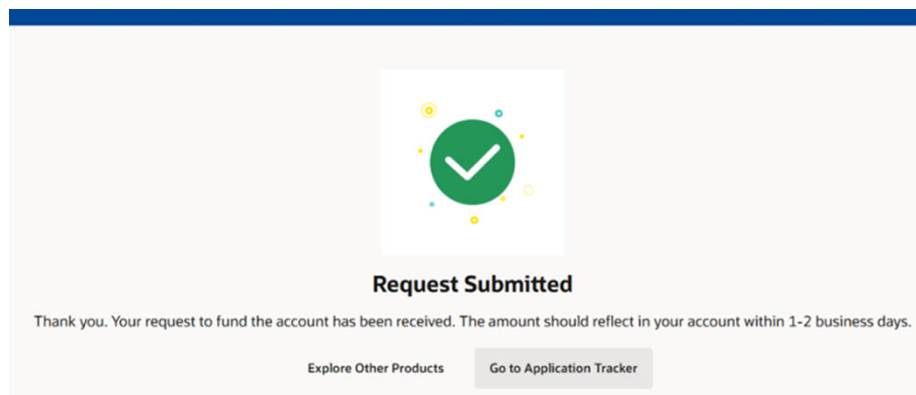 Request Submitted
Thank you. Your request to fund the account has been received. The amount should reflect in your account within 1-2 business days.
Explore Other Products
Go to Application Tracker